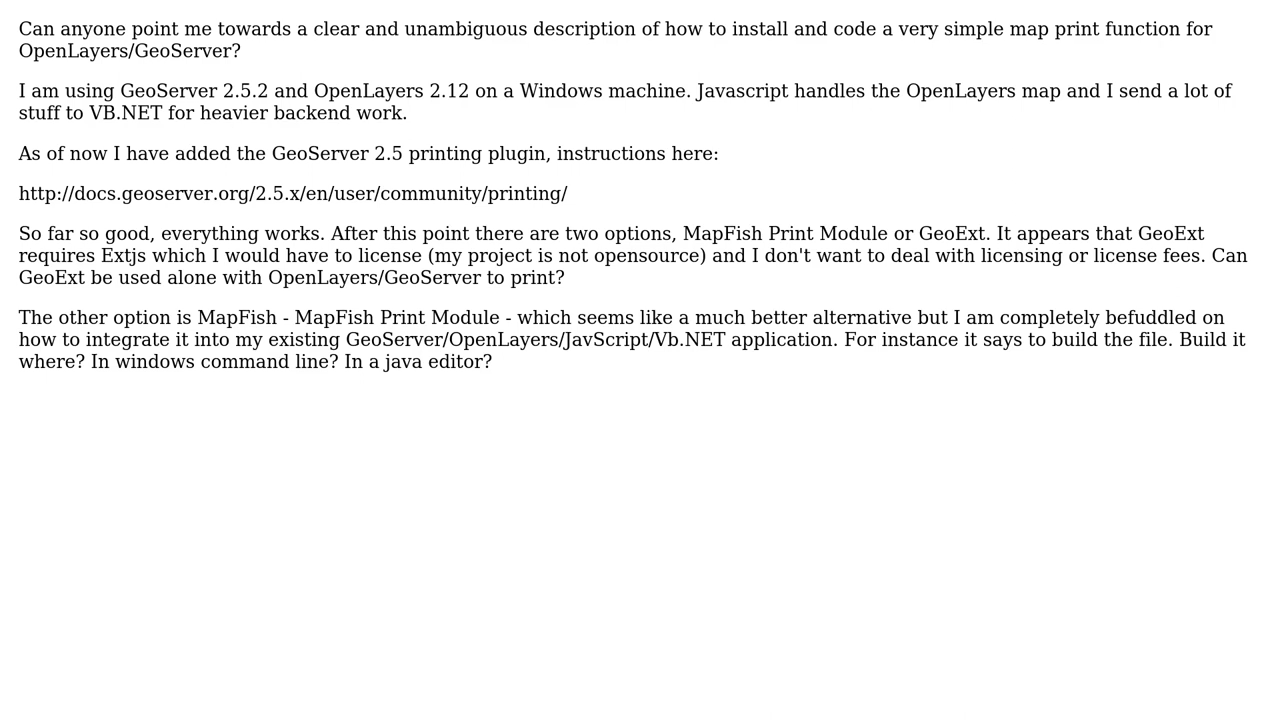 Can anyone point me towards a clear and unambiguous description of how to install and code a very simple map print function for
OpenLayers/GeoServer?
I am using GeoServer 2.5.2 and OpenLayers 2.12 on a Windows machine. Javascript handles the OpenLayers map and I send a lot of
stuff to VB.NET for heavier backend work.
As of now I have added the GeoServer 2.5 printing plugin, instructions here:
http://docs.geoserver.org/2.5.x/en/user/community/printing/
So far so good, everything works. After this point there are two options, MapFish Print Module or GeoExt. It appears that GeoExt
requires Extjs which I would have to license (my project is not opensource) and I don't want to deal with licensing or license fees. Can
GeoExt be used alone with OpenLayers/GeoServer to print?
The other option is MapFish - MapFish Print Module - which seems like a much better alternative but I am completely befuddled on
how to integrate it into my existing GeoServer/OpenLayers/JavScript/Vb.NET application. For instance it says to build the file. Build it
where? In windows command line? In a java editor?